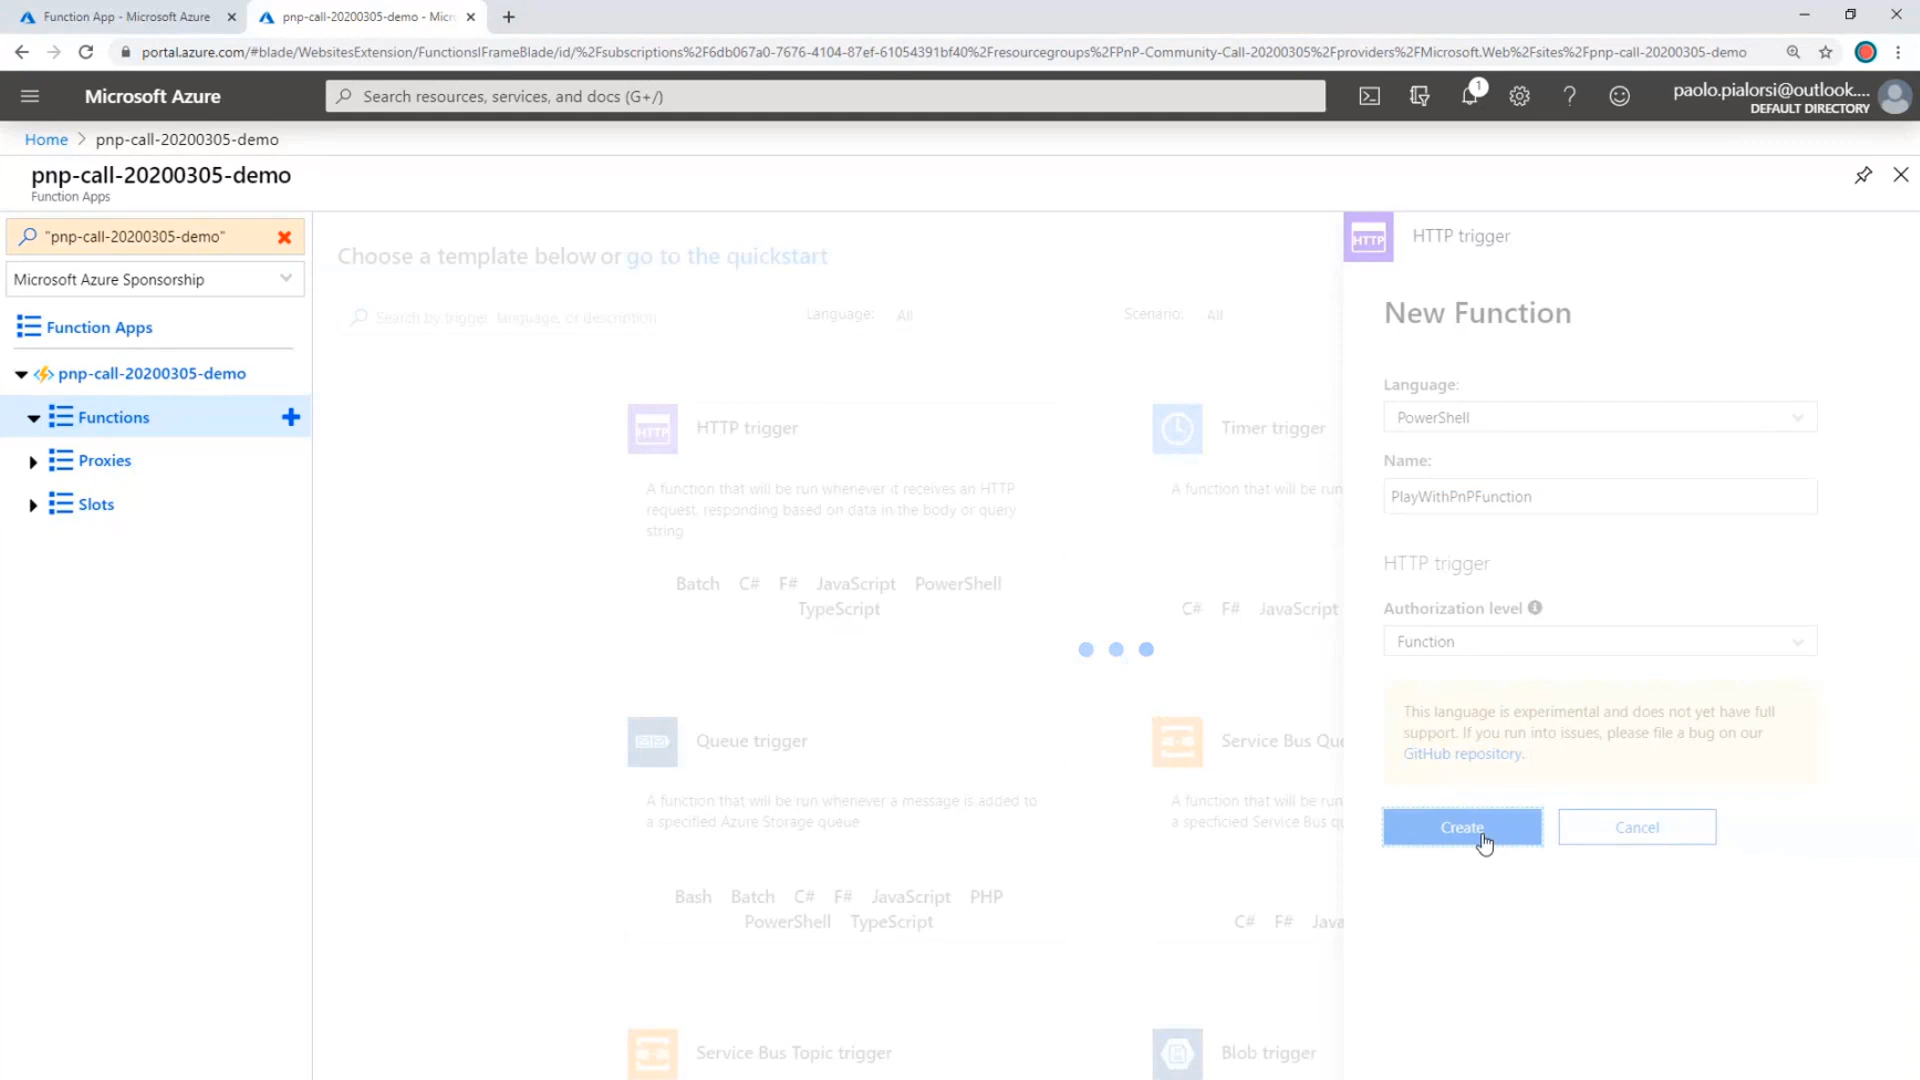 Function App - Microsoft Azure
pnp-call-20200305-demo - Micr
portal.azure.com/#blade/WebsitesExtension/FunctionsIFrameBlade/id/%2Fsubscriptions%2F6db067a0-7676-4104-87ef-61054391bf40%2Fresourcegroups%2FPnP-Community-Call-20200305%2Fproviders%2FMicrosoft.Web%2Fsites%2Fpnp-call-20200305-demo
Microsoft Azure
Search resources, services, and docs (G+/)
1
paolo.pialorsi@outlook....
DEFAULT DIRECTORY
Home > pnp-call-20200305-demo
pnp-call-20200305-demo
Function Apps
"pnp-call-20200305-demo"
Microsoft Azure Sponsorship
Function Apps
pnp-call-20200305-demo
Functions
Proxies
Slots
Choose a template below or go to the quickstart
Search by trigger, language, or description
Language: All
Scenario: All
HTTP trigger
A function that will be run whenever it receives an HTTP
request, responding based on data in the body or query
string
Batch C# F# JavaScript PowerShell
TypeScript
Timer trigger
A function that will be run
C# F# JavaScript
Queue trigger
A function that will be run whenever a message is added to
a specified Azure Storage queue
Bash Batch C# F# JavaScript PHP
PowerShell TypeScript
Service Bus Que
A function that will be run
a specficied Service Bus qu
C# F# Java
Service Bus Topic trigger
Blob trigger
HTTP
HTTP trigger
New Function
Language:
PowerShell
Name:
PlayWithPnPFunction
HTTP trigger
Authorization level
Function
This language is experimental and does not yet have full
support. If you run into issues, please file a bug on our
GitHub repository.
Create
Cancel